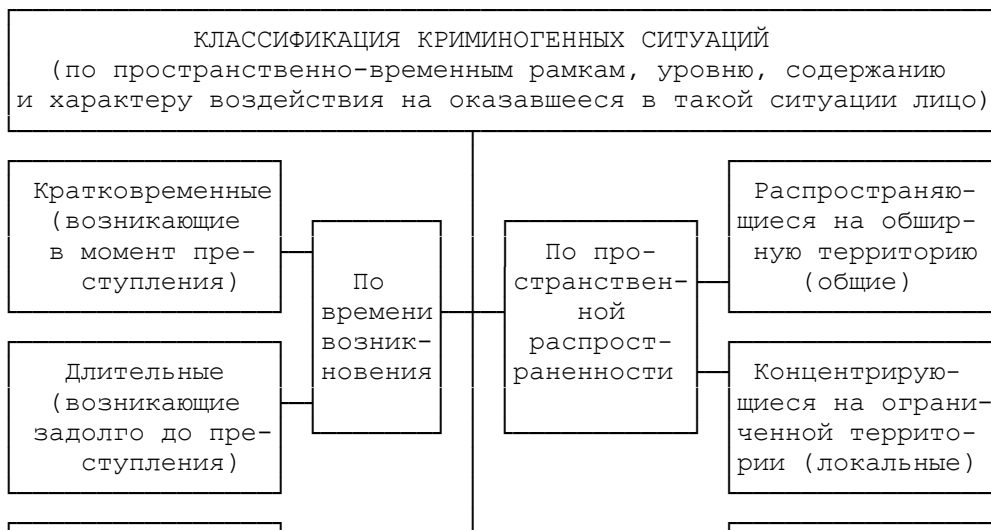 КЛАССИФИКАЦИЯ КРИМИНОГЕННЫХ СИТУАЦИЙ
(по пространственно-временным рамкам, уровню, содержанию
и характеру воздействия на оказавшееся в такой ситуации лицо)
Кратковременные
(возникающие
в момент пре-
ступления)
Длительные
(возникающие
задолго до пре-
ступления)
По
времени
возник-
новения
По про-
странствен-
ной
распрост-
раненности
Распространяю-
щиеся на обшир-
ную территорию
(общие)
Концентрирую-
щиеся на ограни-
ченной террито-
рии (локальные)